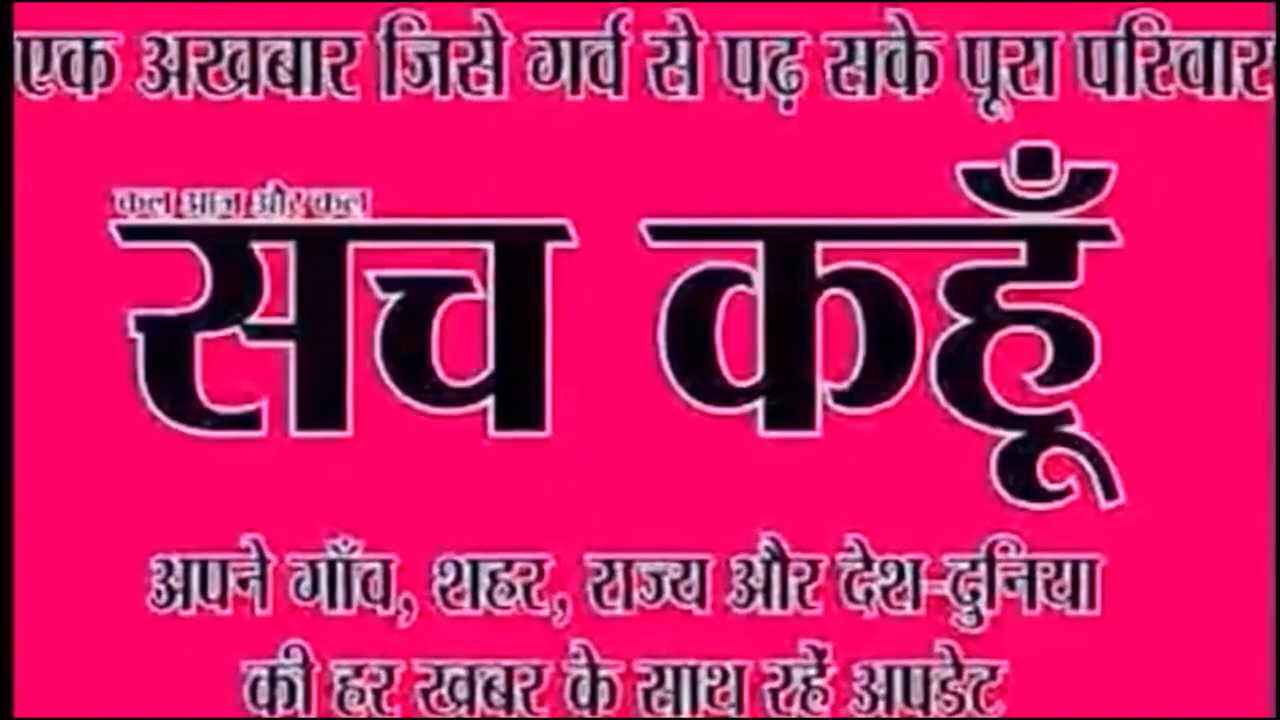 एक अखबार जिसे गर्व से पढ़ सके पूरा परिवार
कल आज और कल
सच कहूँ
अपने गाँव, शहर, राज्य और देश-दुनिया
की हर खबर के साथ रहें अपडेट